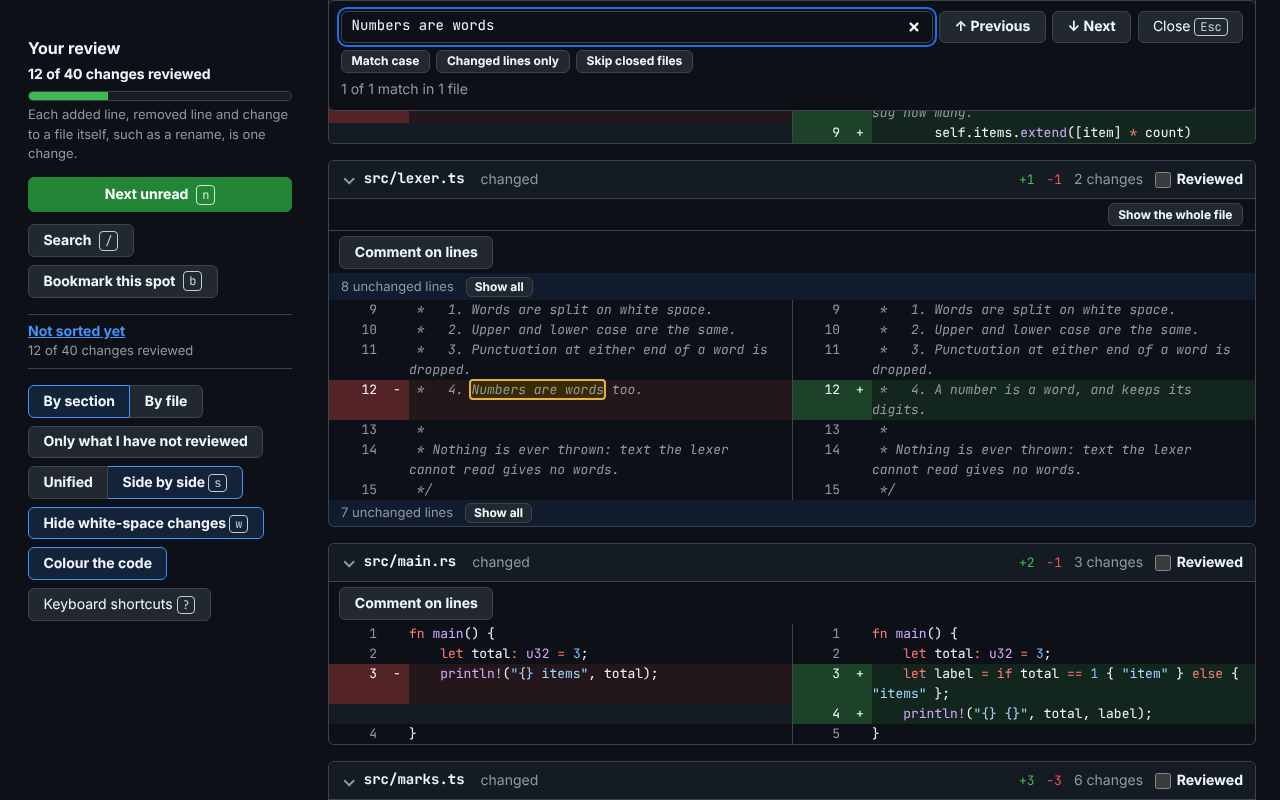 Your review
12 of 40 changes reviewed
Each added line, removed line and change
to a file itself, such as a rename, is one
change.
Next unread n
Search /
Bookmark this spot b
Not sorted yet
12 of 40 changes reviewed
By section By file
Only what I have not reviewed
Unified Side by side s
Hide white-space changes w
Colour the code
Keyboard shortcuts ?
Numbers are words × ↑ Previous ↓ Next Close Esc
Match case Changed lines only Skip closed files
1 of 1 match in 1 file
say how many.
9 + self.items.extend([item] * count)
src/lexer.ts changed +1 -1 2 changes Reviewed
Show the whole file
Comment on lines
8 unchanged lines Show all
9 * 1. Words are split on white space. 9 * 1. Words are split on white space.
10 * 2. Upper and lower case are the same. 10 * 2. Upper and lower case are the same.
11 * 3. Punctuation at either end of a word is 11 * 3. Punctuation at either end of a word is
dropped. dropped.
12 - * 4. Numbers are words too. 12 + * 4. A number is a word, and keeps its
digits.
13 * 13 *
14 * Nothing is ever thrown: text the lexer 14 * Nothing is ever thrown: text the lexer
cannot read gives no words. cannot read gives no words.
15 */ 15 */
7 unchanged lines Show all
src/main.rs changed +2 -1 3 changes Reviewed
Comment on lines
1 fn main() { 1 fn main() {
2 let total: u32 = 3; 2 let total: u32 = 3;
3 - println!("{} items", total); 3 + let label = if total == 1 { "item" } else {
"items" };
4 + println!("{} {}", total, label);
4 } 5 }
src/marks.ts changed +3 -3 6 changes Reviewed